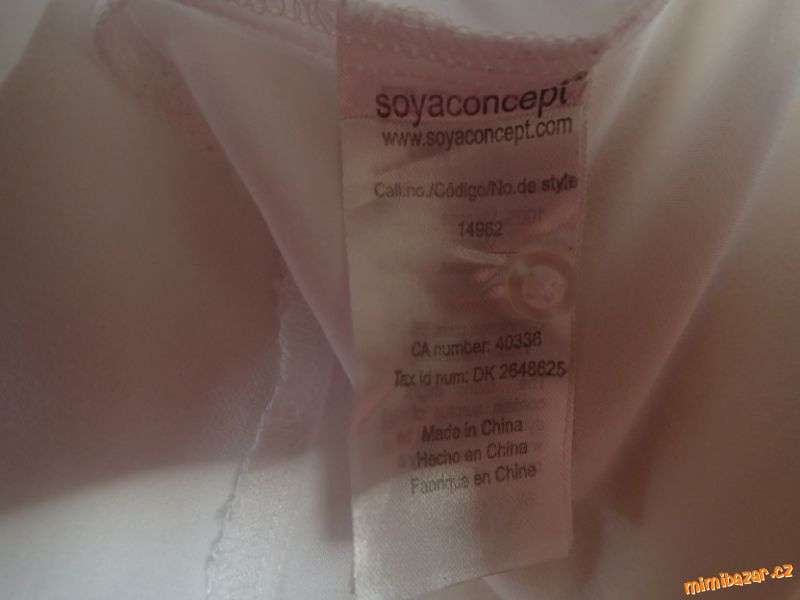 soyaconcept®
www.soyaconcept.com
Call.no./Código/No.de style
14962
CA number: 40336
Tax id num: DK 2648625
Made in China
Hecho en China
Fabrique en Chine
mimibazar.cz